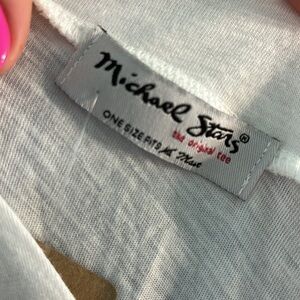 Michael Stars®
the original tee
ONE SIZE FITS Most